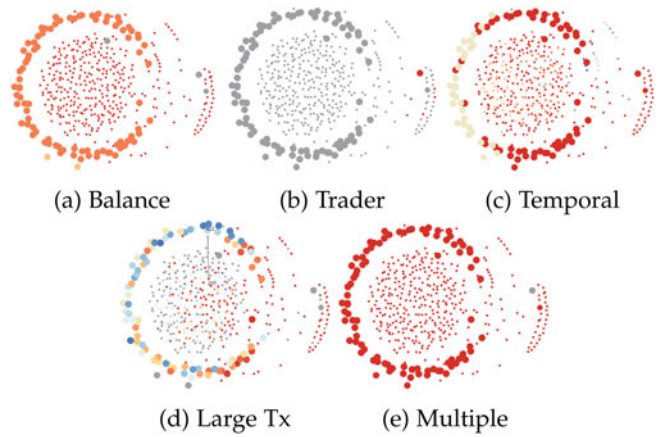 (a) Balance
(b) Trader
(c) Temporal
(d) Large Tx
(e) Multiple